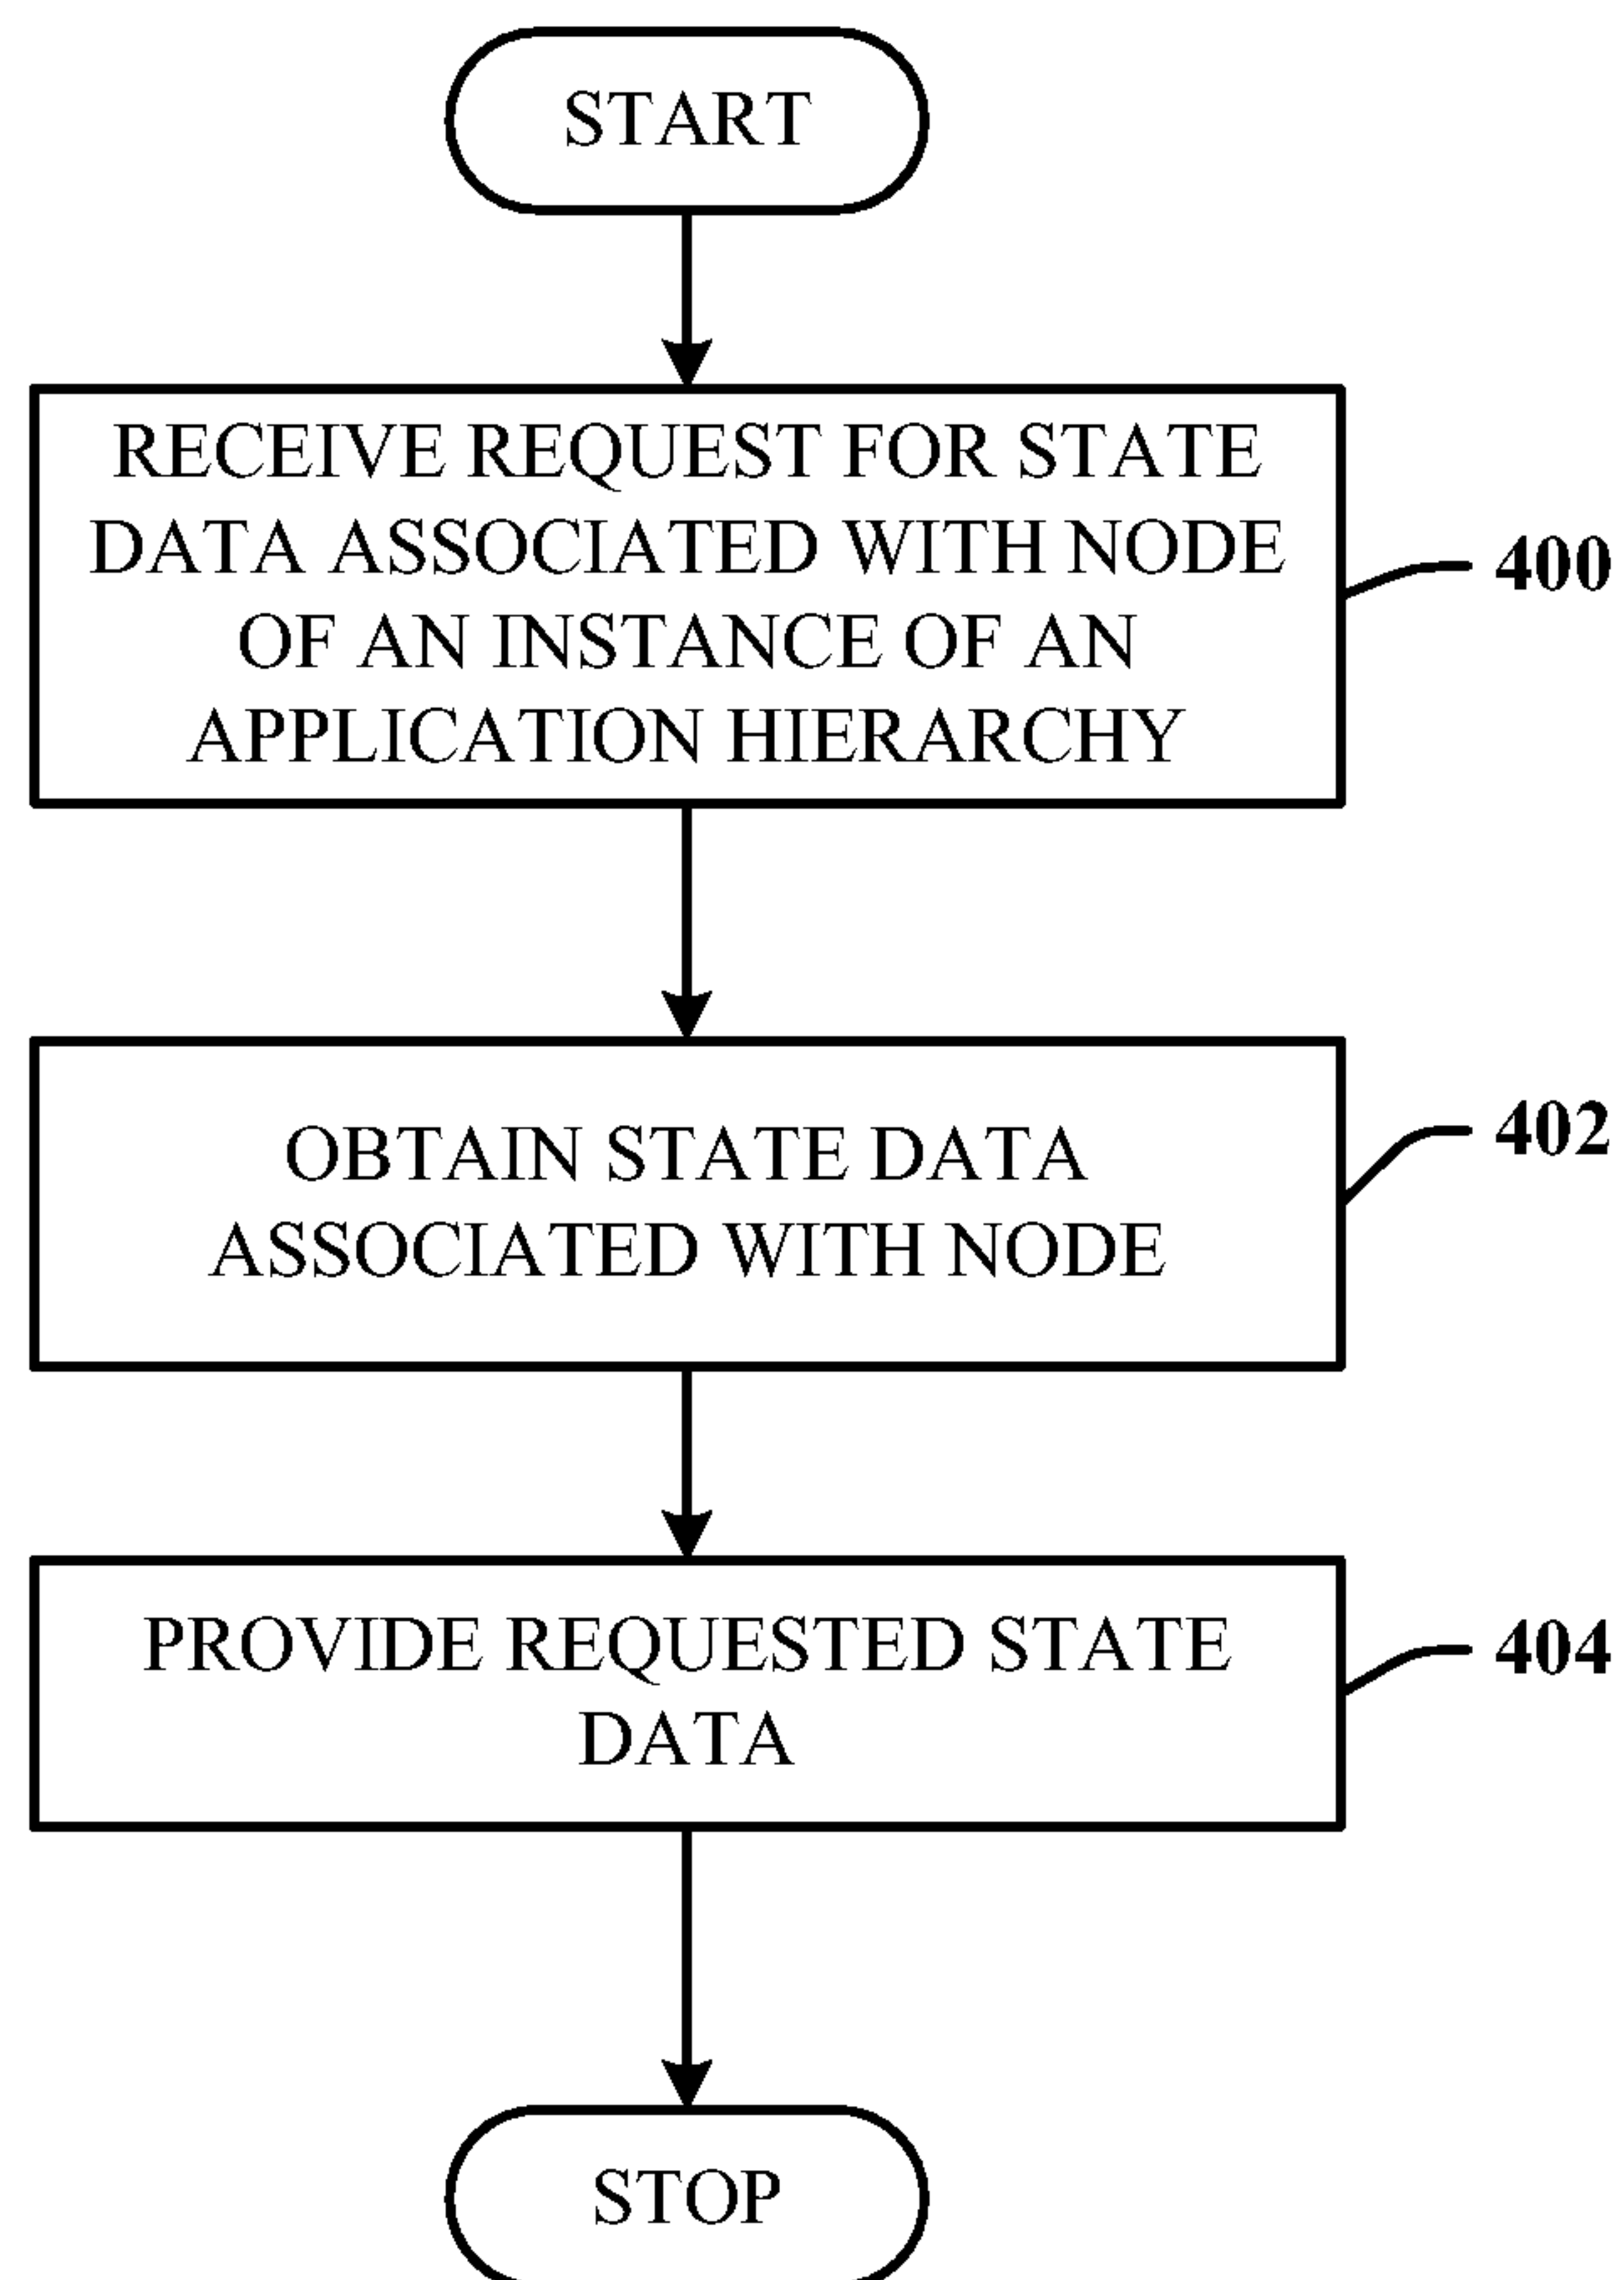 START
RECEIVE REQUEST FOR STATE
DATA ASSOCIATED WITH NODE
OF AN INSTANCE OF AN
APPLICATION HIERARCHY
400
OBTAIN STATE DATA
ASSOCIATED WITH NODE
402
PROVIDE REQUESTED STATE
DATA
404
STOP